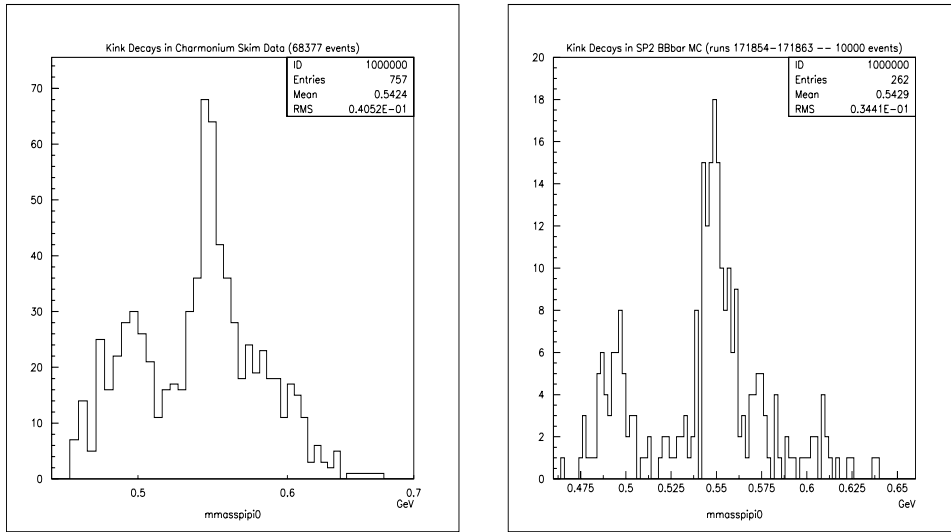 Kink Decays in Charmonium Skim Data (68377 events)
ID 1000000
Entries 757
Mean 0.5424
RMS 0.4052E-01
70
60
50
40
30
20
10
0
0.5 0.6 0.7
GeV
mmasspipi0
Kink Decays in SP2 BBbar MC (runs 171854-171863 -- 10000 events)
ID 1000000
Entries 262
Mean 0.5429
RMS 0.3441E-01
20
18
16
14
12
10
8
6
4
2
0
0.475 0.5 0.525 0.55 0.575 0.6 0.625 0.65
GeV
mmasspipi0